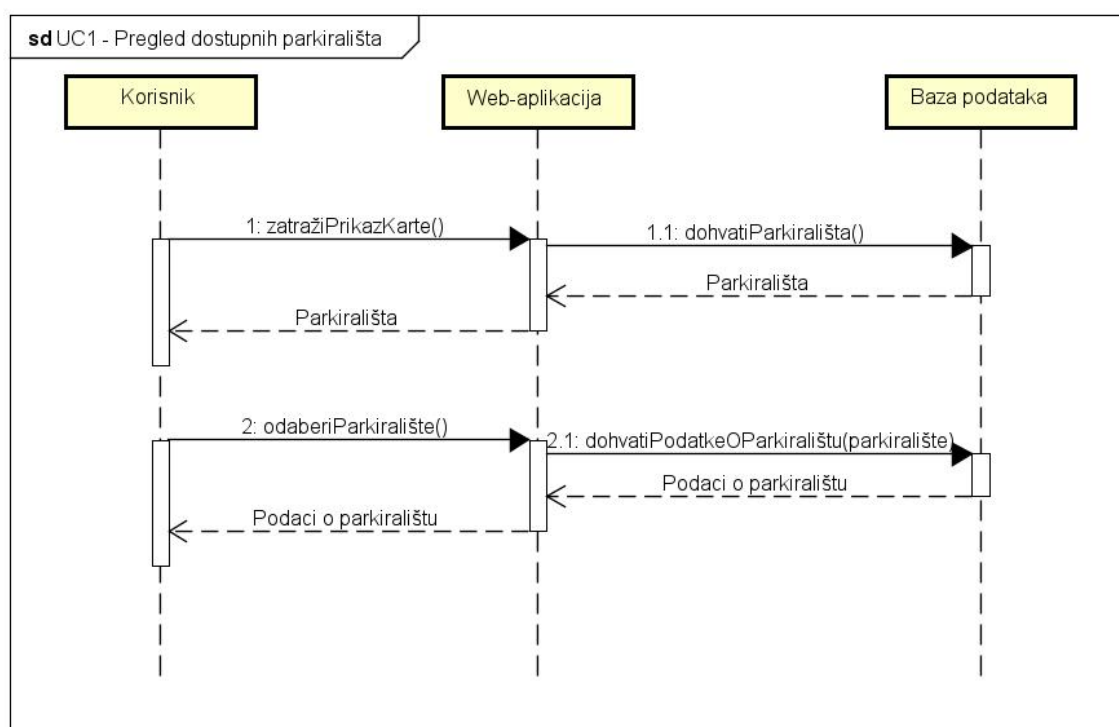 sd UC1 - Pregled dostupnih parkirališta
Korisnik
Web-aplikacija
Baza podataka
1: zatražiPrikazKarte()
1.1: dohvatiParkirališta()
Parkirališta
Parkirališta
2: odaberiParkiralište()
2.1: dohvatiPodatkeOParkiralištu(parkiralište)
Podaci o parkiralištu
Podaci o parkiralištu